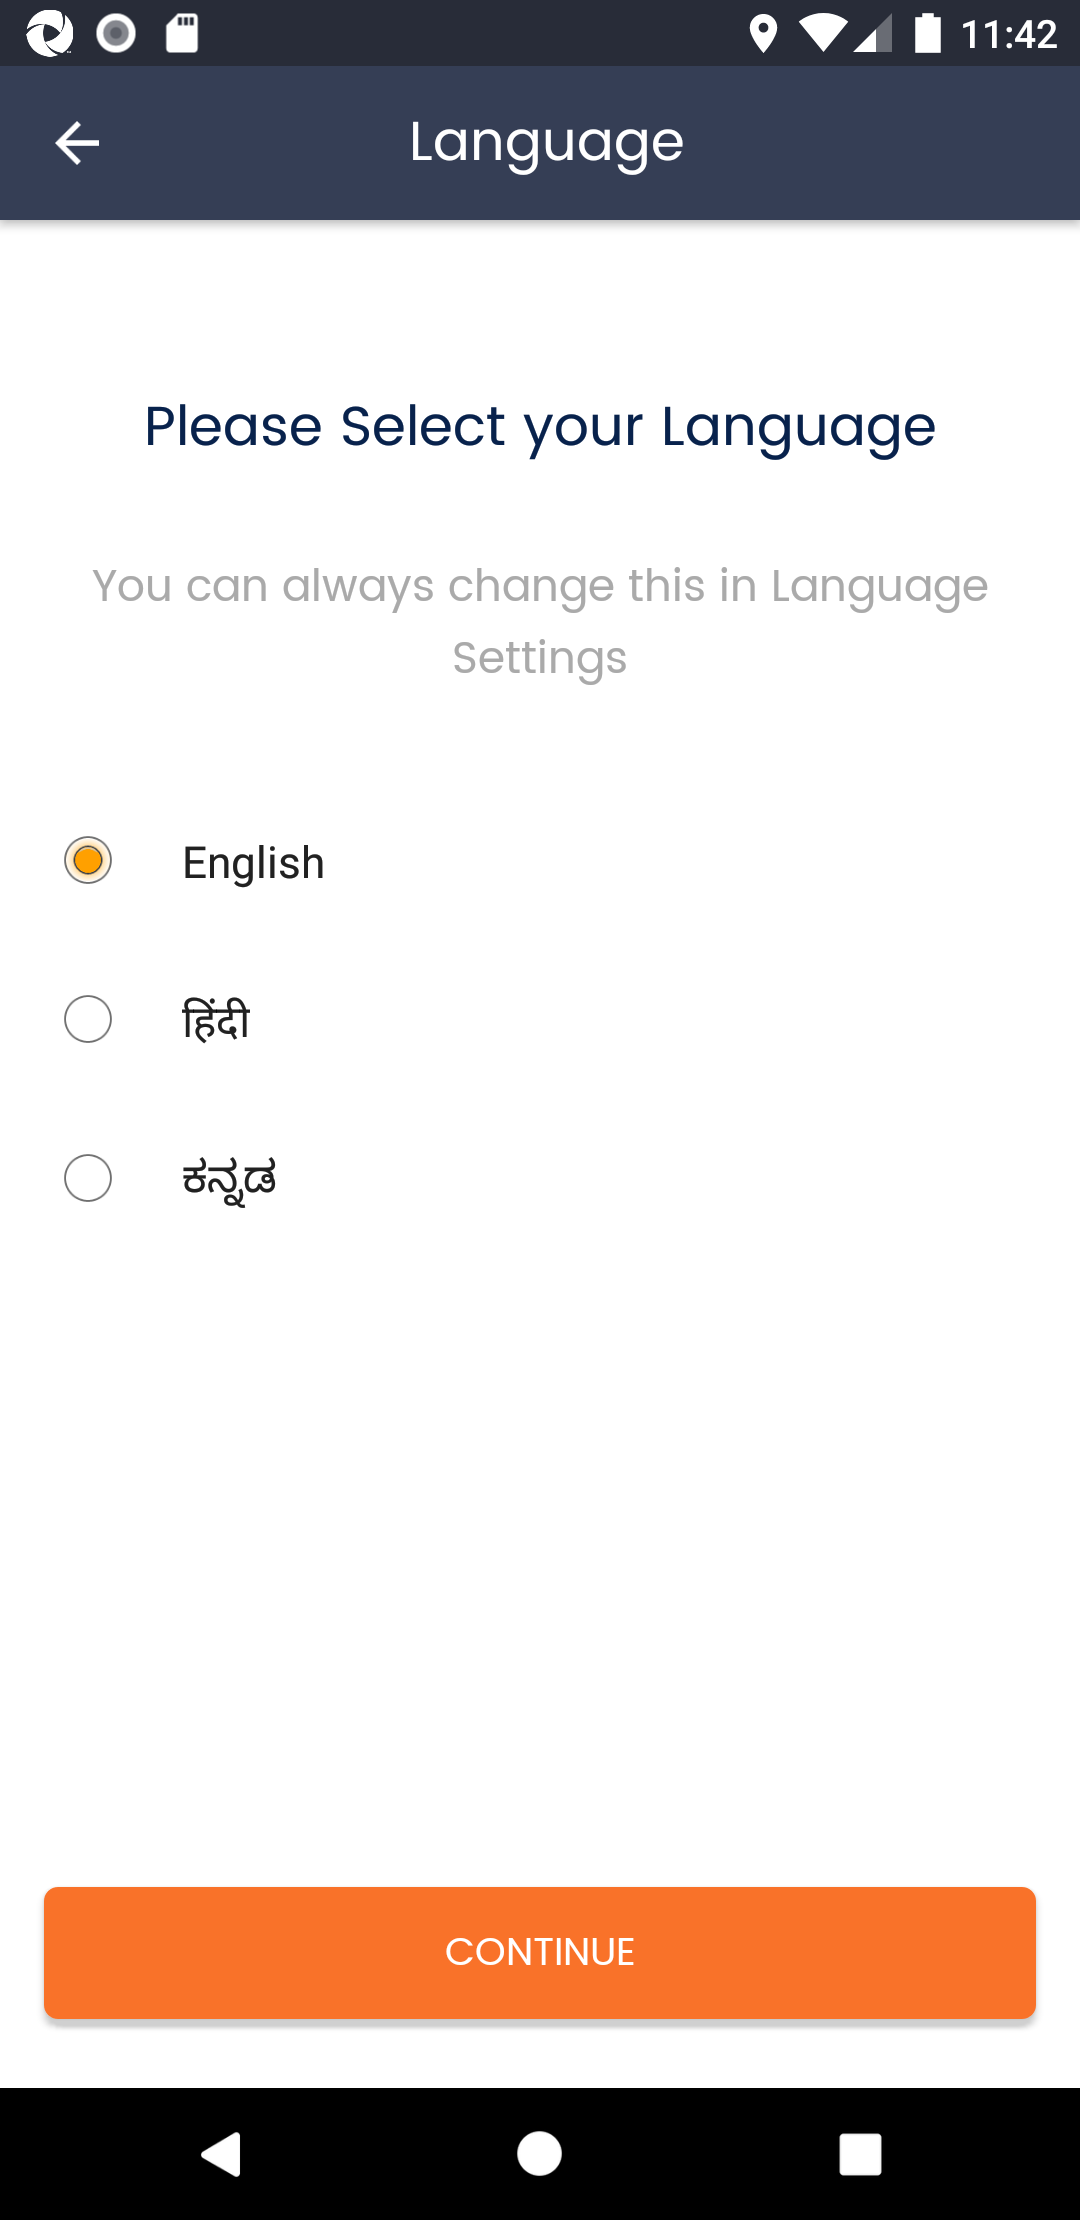 11:42
Language
Please Select your Language
You can always change this in Language
Settings
English
हिंदी
ಕನ್ನಡ
CONTINUE